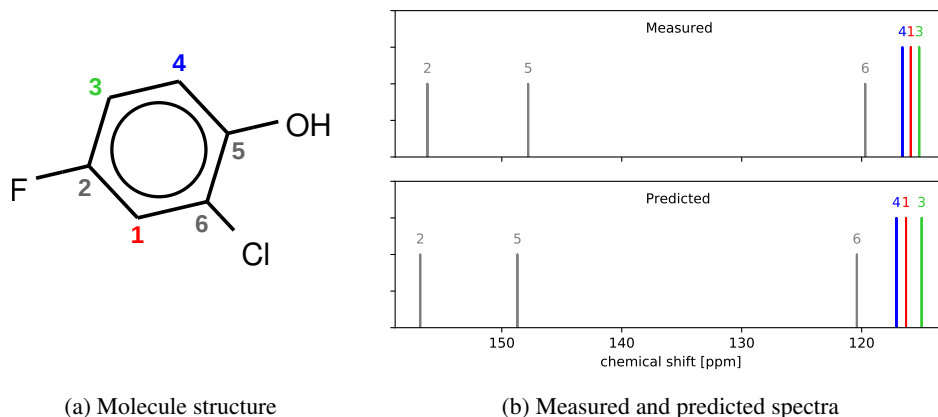 4
3
OH
5
F
2
6
1
Cl
(a) Molecule structure
Measured
4 1 3
2 5 6
Predicted
4 1 3
2 5 6
150 140 130 120
chemical shift [ppm]
(b) Measured and predicted spectra